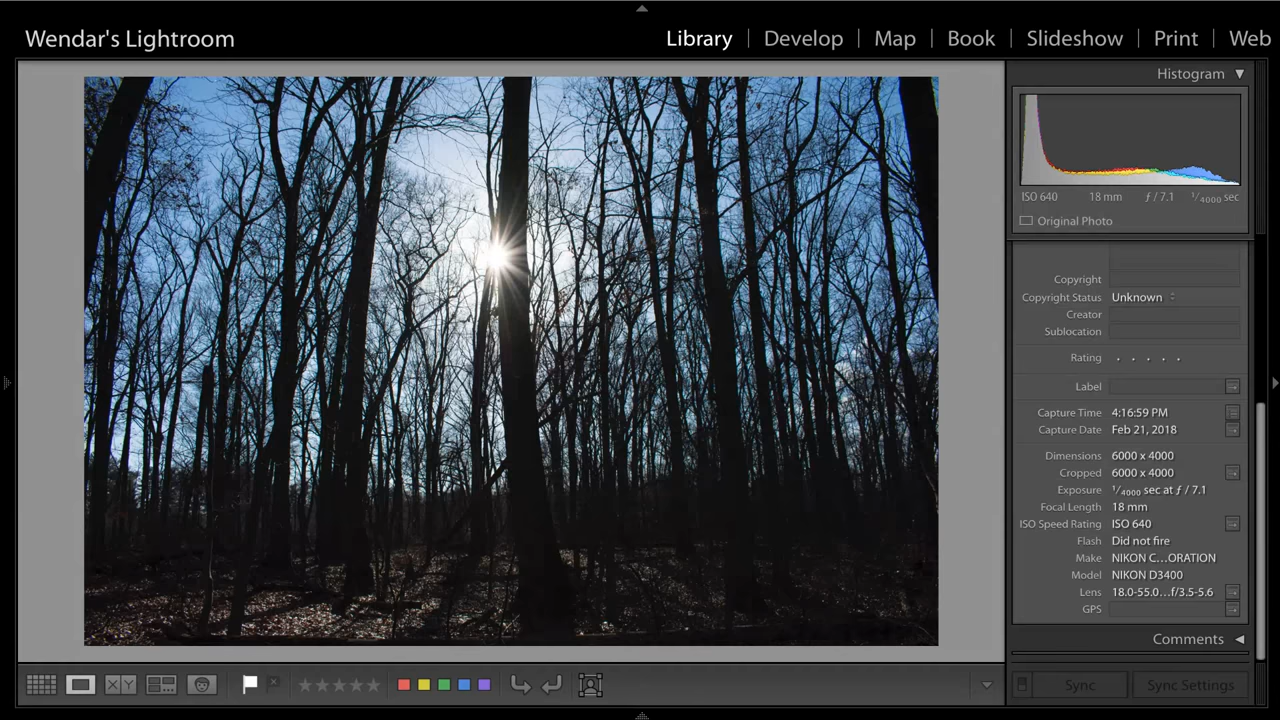 Wendar's Lightroom
Library | Develop | Map | Book | Slideshow | Print | Web
Histogram ▼
ISO 640 18 mm ƒ / 7.1 1/4000 sec
Original Photo
Copyright
Copyright Status Unknown
Creator
Sublocation
Rating . . . . .
Label
Capture Time 4:16:59 PM
Capture Date Feb 21, 2018
Dimensions 6000 x 4000
Cropped 6000 x 4000
Exposure 1/4000 sec at ƒ / 7.1
Focal Length 18 mm
ISO Speed Rating ISO 640
Flash Did not fire
Make NIKON C...ORATION
Model NIKON D3400
Lens 18.0-55.0...f/3.5-5.6
GPS
Comments ◀
X Y
Sync Sync Settings